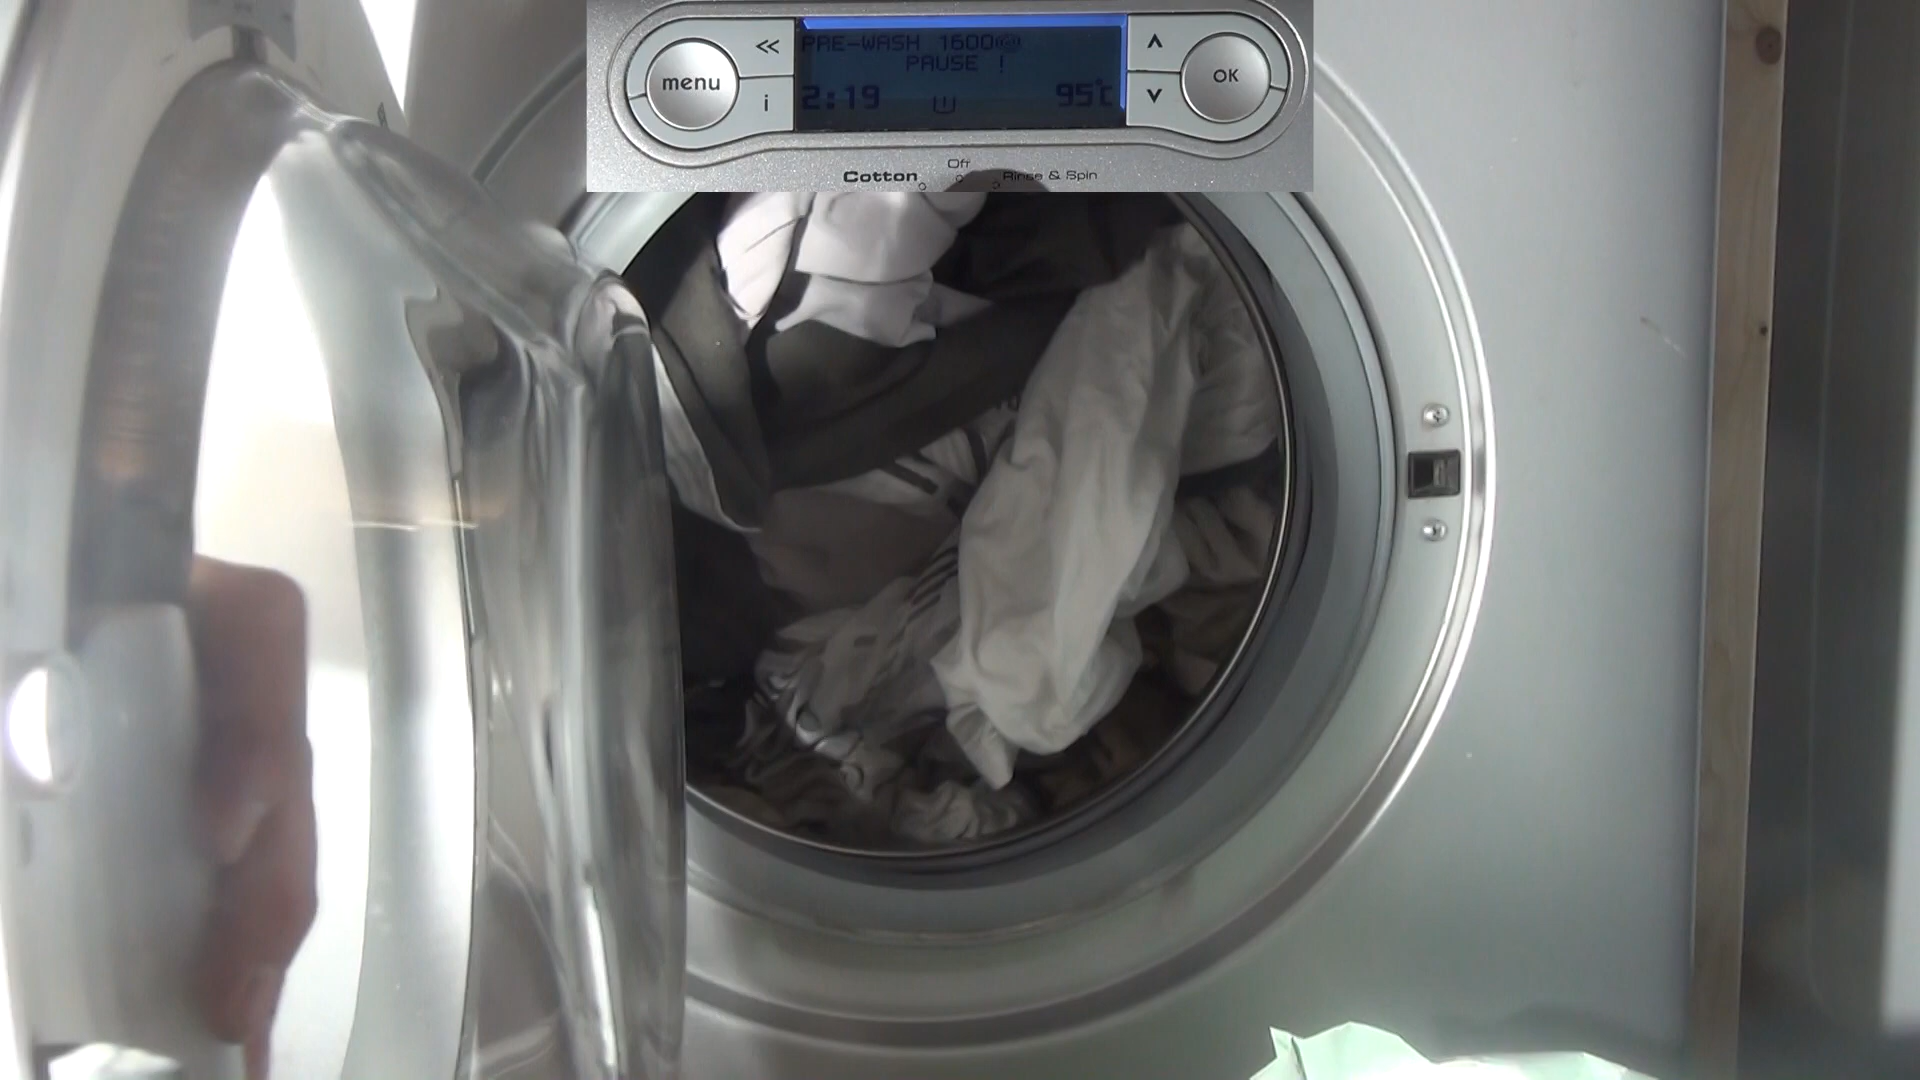 menu
<<
i
PRE-WASH 1600
PAUSE !
2:19
95°C
OK
Off
Cotton
Rinse & Spin